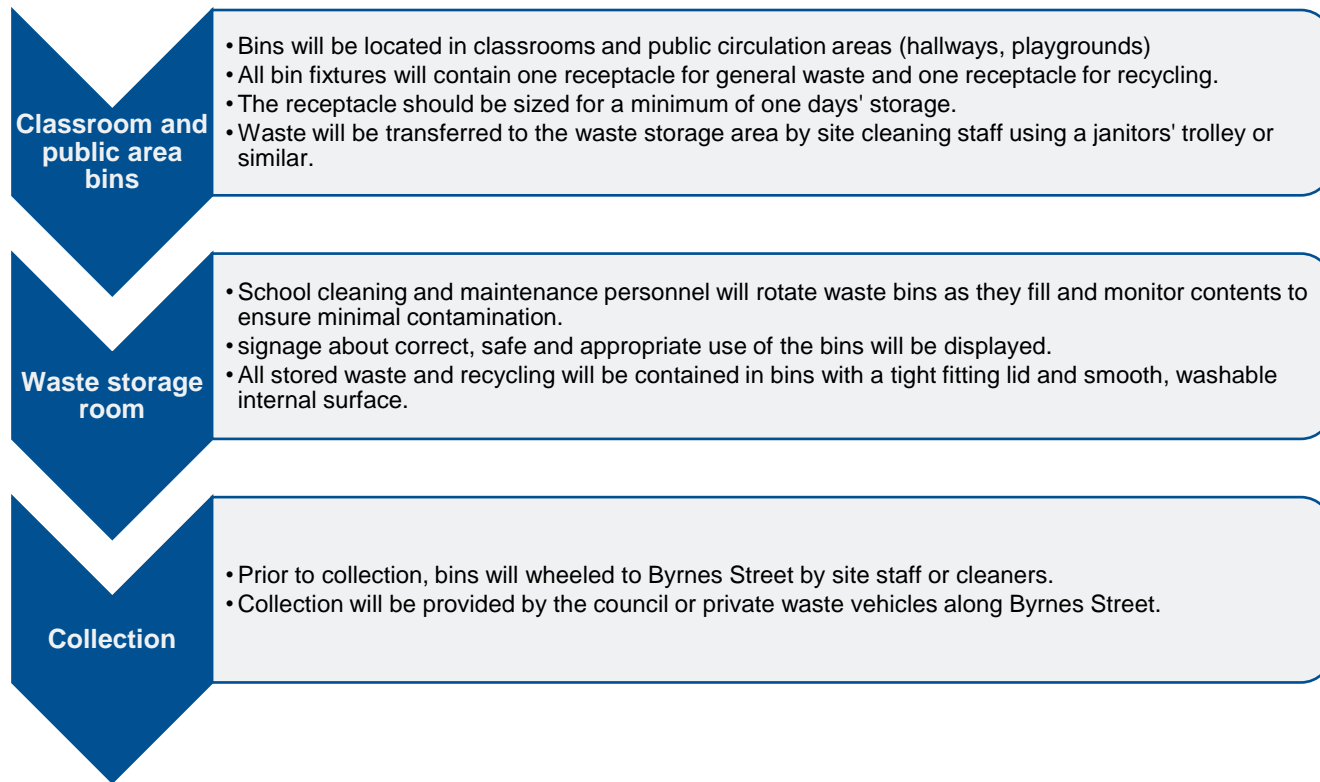 Classroom and
public area
bins
• Bins will be located in classrooms and public circulation areas (hallways, playgrounds)
• All bin fixtures will contain one receptacle for general waste and one receptacle for recycling.
• The receptacle should be sized for a minimum of one days' storage.
• Waste will be transferred to the waste storage area by site cleaning staff using a janitors' trolley or
similar.
Waste storage
room
• School cleaning and maintenance personnel will rotate waste bins as they fill and monitor contents to
ensure minimal contamination.
• signage about correct, safe and appropriate use of the bins will be displayed.
• All stored waste and recycling will be contained in bins with a tight fitting lid and smooth, washable
internal surface.
Collection
• Prior to collection, bins will wheeled to Byrnes Street by site staff or cleaners.
• Collection will be provided by the council or private waste vehicles along Byrnes Street.